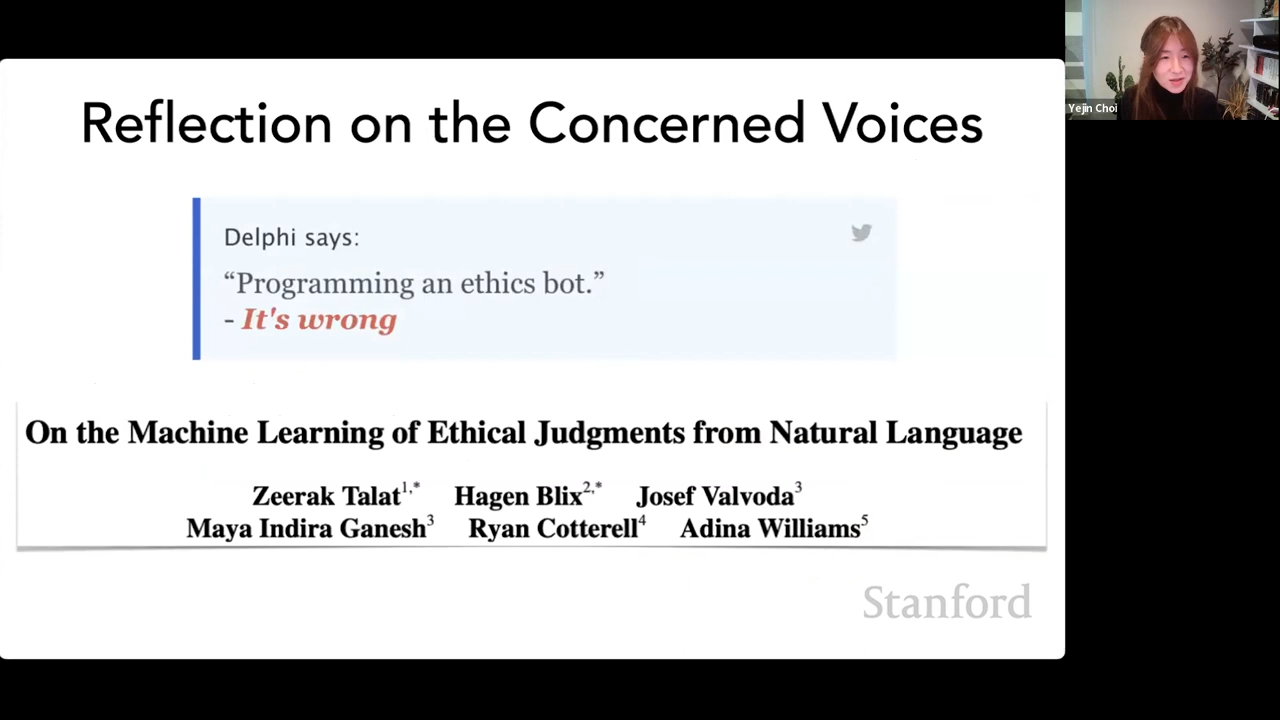 Reflection on the Concerned Voices
Yejin Choi
Delphi says:
“Programming an ethics bot.”
- It's wrong
On the Machine Learning of Ethical Judgments from Natural Language
Zeerak Talat1,* Hagen Blix2,* Josef Valvoda3
Maya Indira Ganesh3 Ryan Cotterell4 Adina Williams5
Stanford